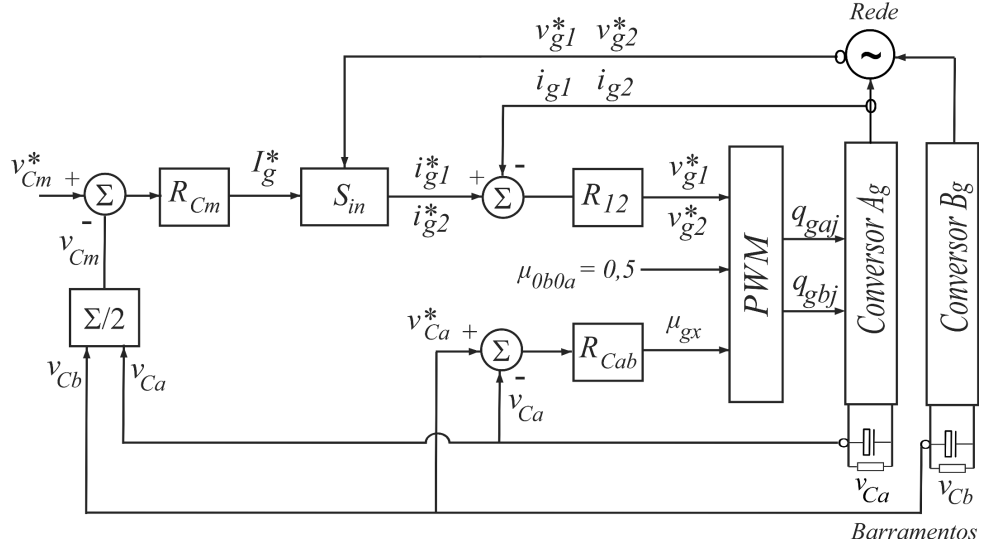 Rede
v*g1 v*g2
ig1 ig2
v*Cm +
Σ
-
vCm
RCm
I*g
Sin
i*g1
i*g2
+
-
Σ
R12
v*g1
v*g2
μ0b0a = 0,5
PWM
qgaj
qgbj
Conversor Ag
Conversor Bg
Σ/2
vCb
vCa
v*Ca +
Σ
-
vCa
RCab
μgx
~
vCa
vCb
Barramentos